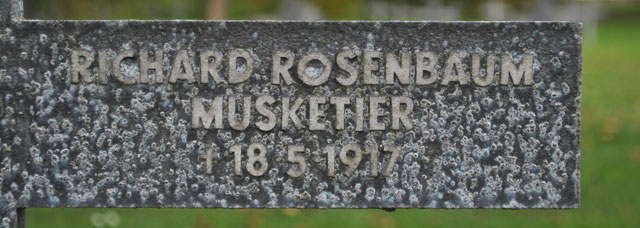 RICHARD ROSENBAUM
MUSKETIER
† 18 5 1917